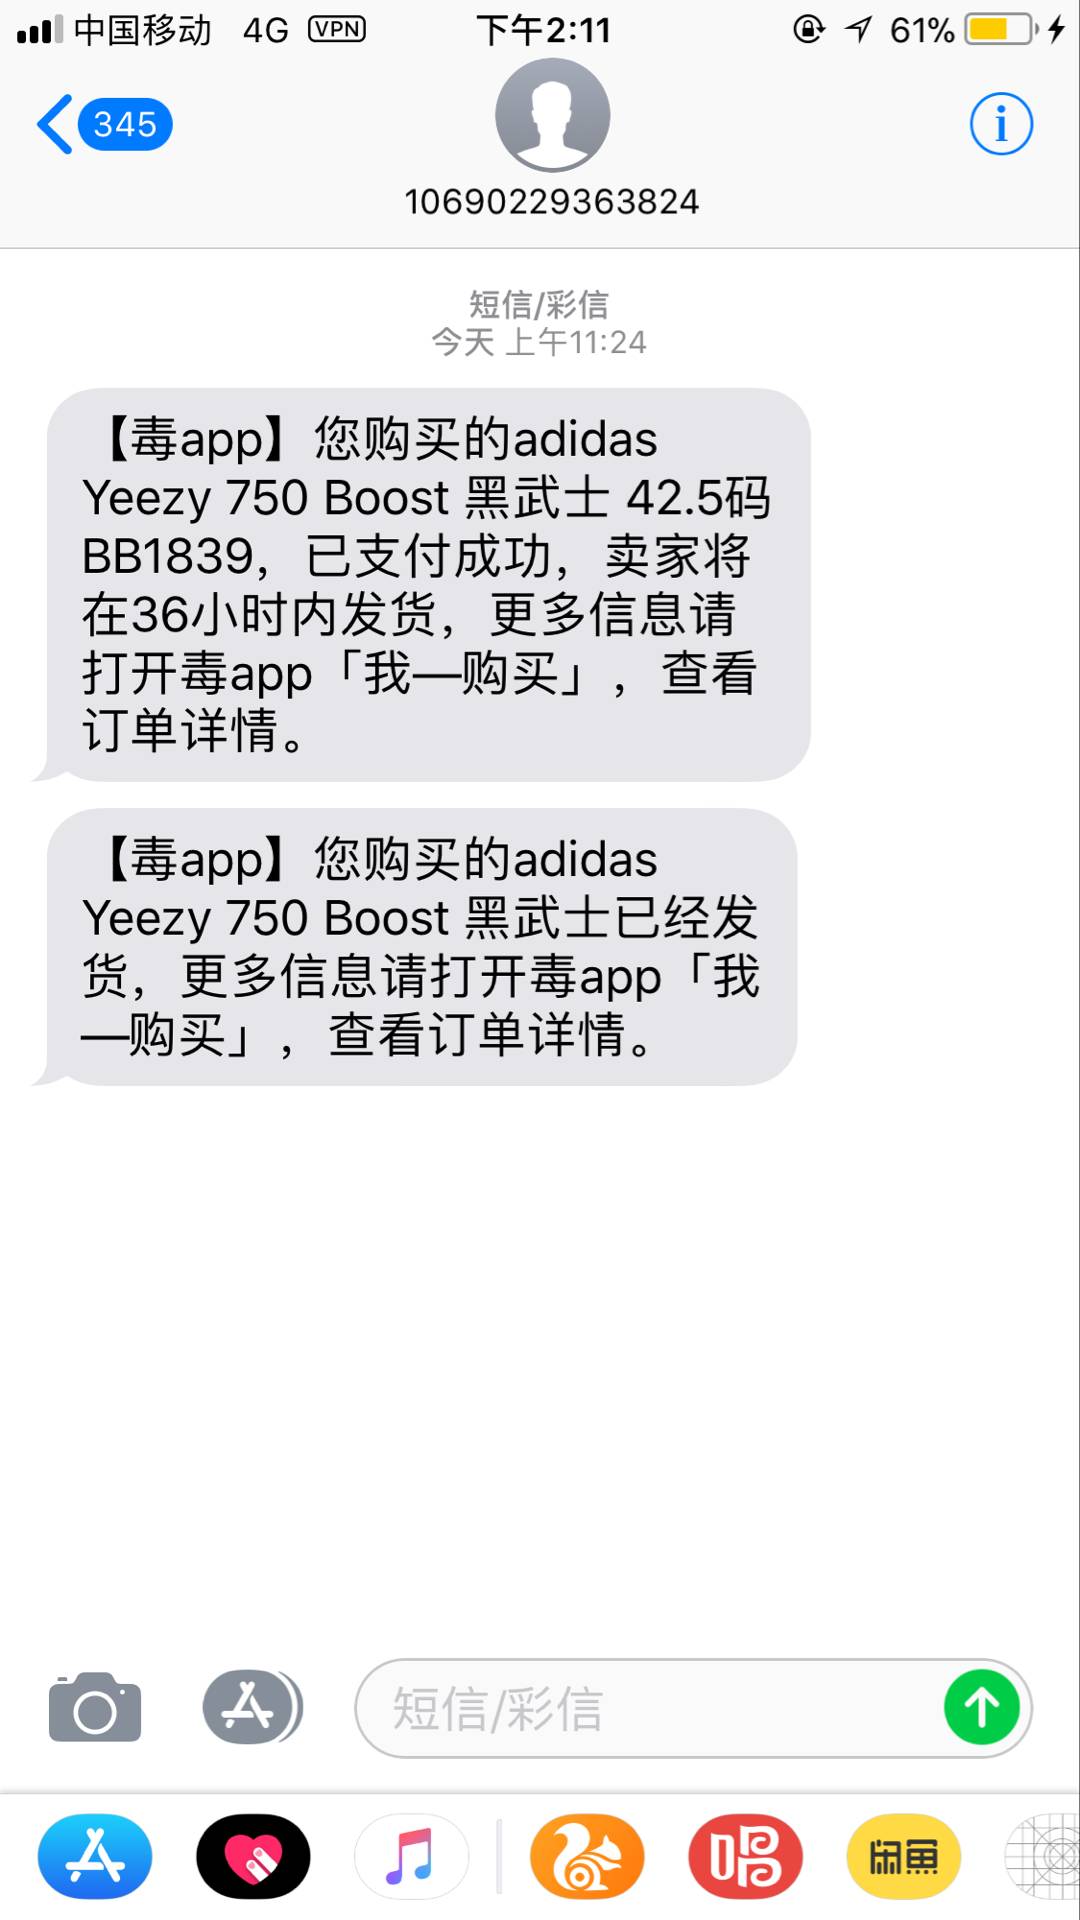 中国移动 4G VPN 下午2:11 61%
345
10690229363824
短信/彩信
今天 上午11:24
【毒app】您购买的adidas
Yeezy 750 Boost 黑武士 42.5码
BB1839，已支付成功，卖家将
在36小时内发货，更多信息请
打开毒app「我—购买」，查看
订单详情。
【毒app】您购买的adidas
Yeezy 750 Boost 黑武士已经发
货，更多信息请打开毒app「我
—购买」，查看订单详情。
短信/彩信
唱 闲鱼